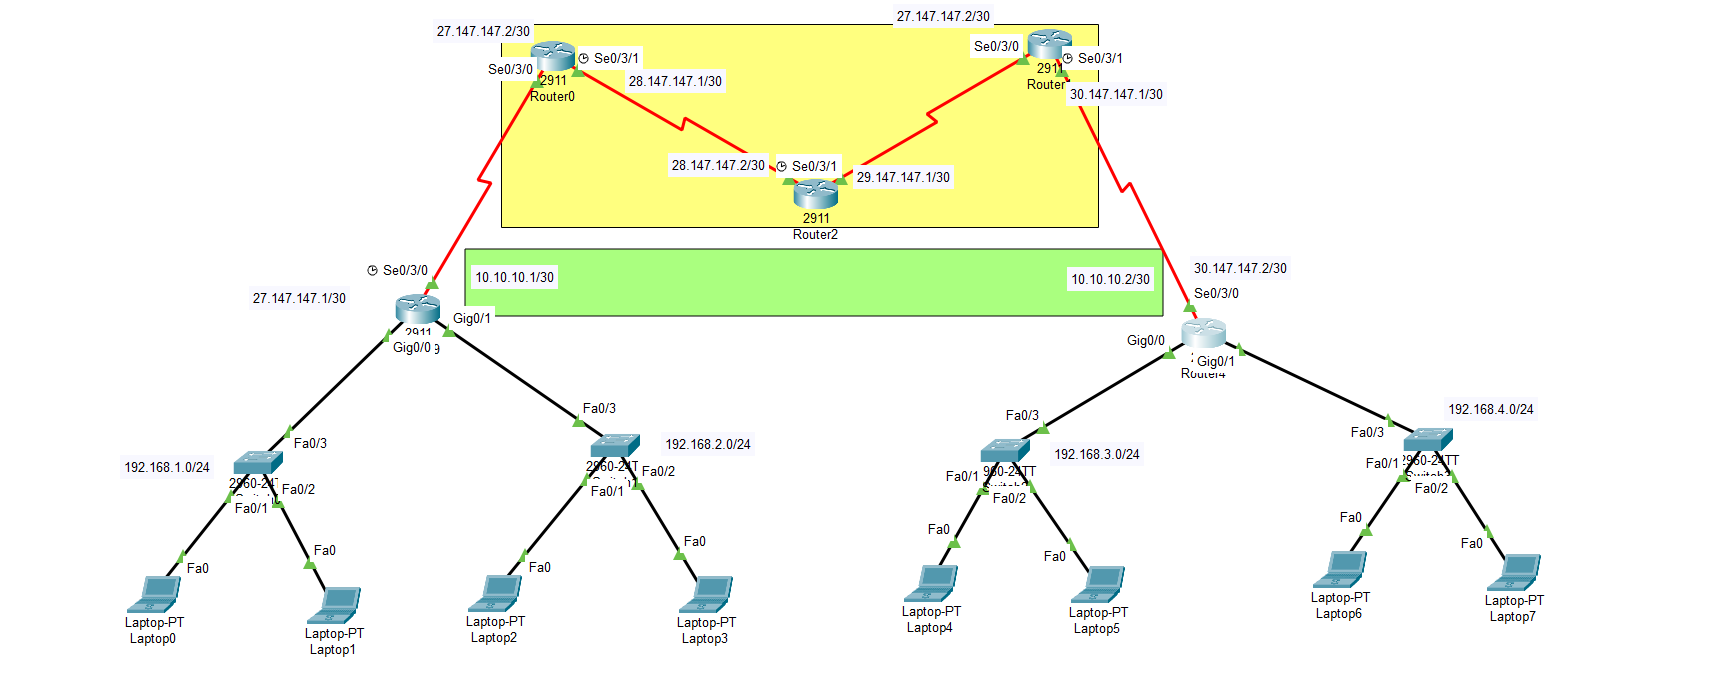 27.147.147.2/30
27.147.147.2/30
Se0/3/0
Se0/3/1
Se0/3/0
Se0/3/1
2911
Router0
28.147.147.1/30
30.147.147.1/30
28.147.147.2/30
Se0/3/1
29.147.147.1/30
2911
Router2
Se0/3/0
10.10.10.1/30
10.10.10.2/30
30.147.147.2/30
27.147.147.1/30
Se0/3/0
Gig0/1
2911
Gig0/0
Gig0/0
Gig0/1
Fa0/3
Fa0/3
Fa0/3
Fa0/3
192.168.1.0/24
192.168.2.0/24
192.168.3.0/24
192.168.4.0/24
Fa0/1
Fa0/2
Fa0/1
Fa0/2
Fa0/1
Fa0/2
Fa0/1
Fa0/2
Fa0
Fa0
Fa0
Fa0
Fa0
Fa0
Fa0
Fa0
Laptop-PT
Laptop0
Laptop-PT
Laptop1
Laptop-PT
Laptop2
Laptop-PT
Laptop3
Laptop-PT
Laptop4
Laptop-PT
Laptop5
Laptop-PT
Laptop6
Laptop-PT
Laptop7